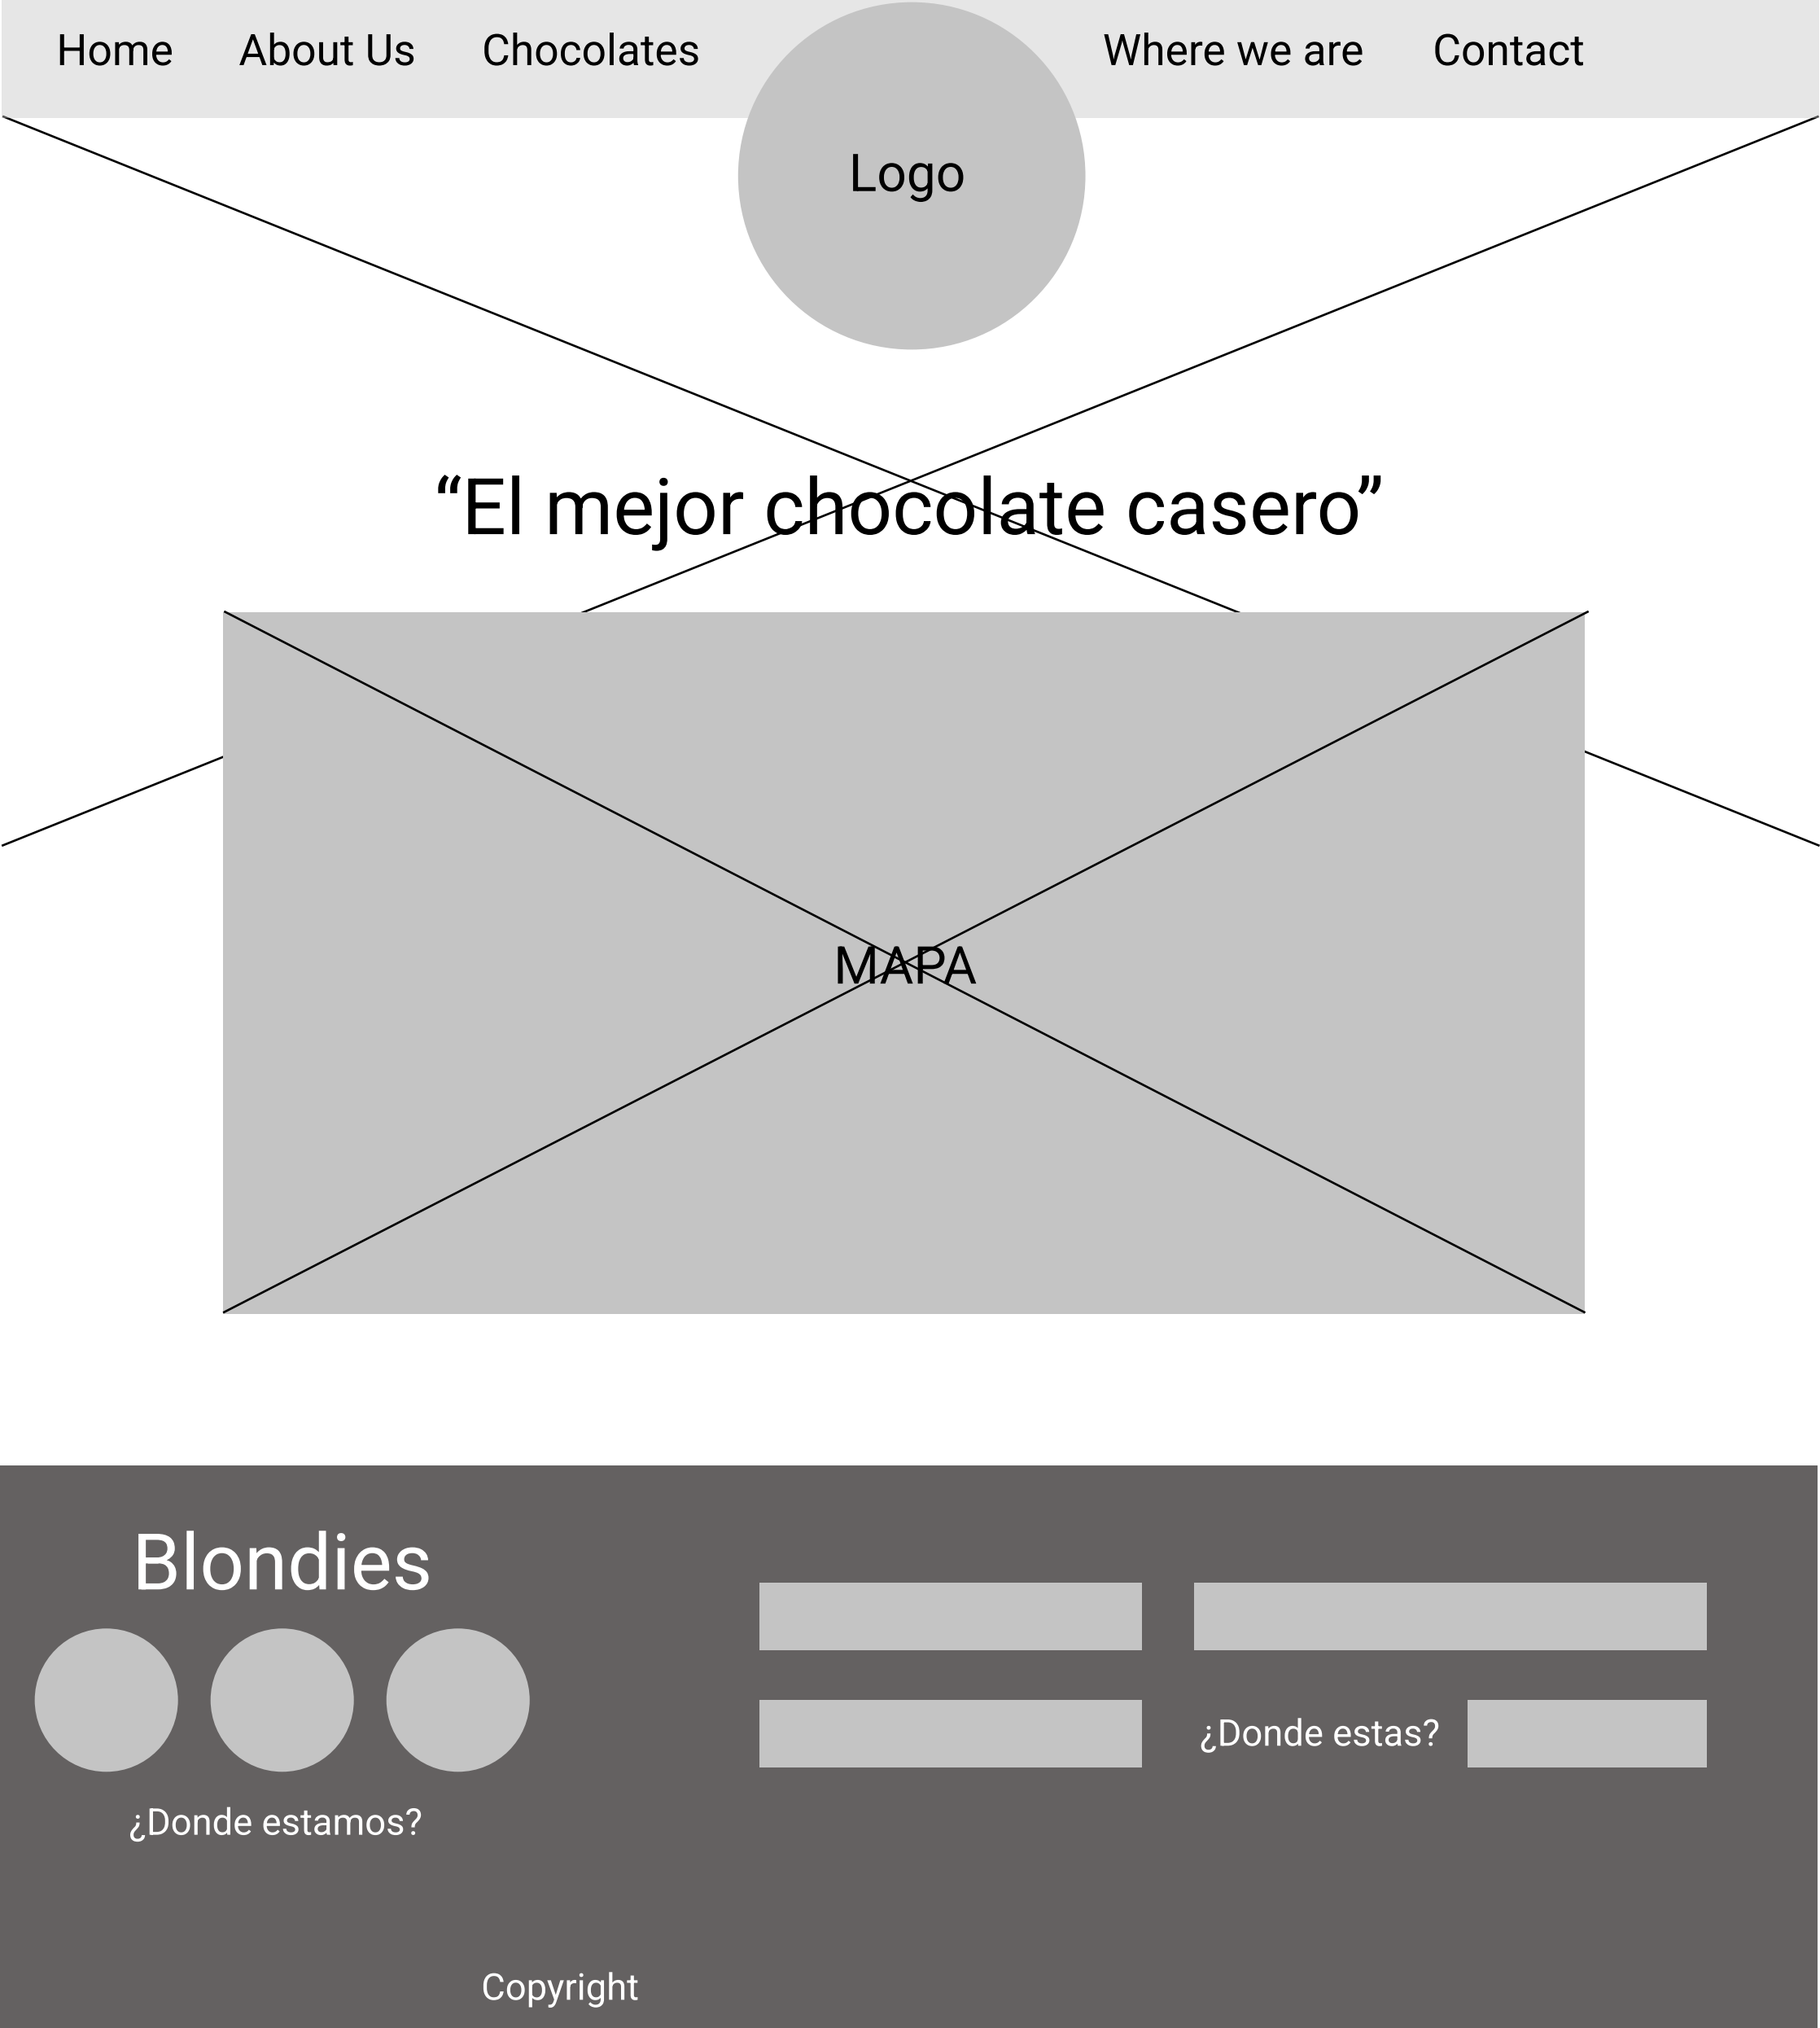 Home About Us Chocolates Where we are Contact
Logo
“El mejor chocolate casero”
MAPA
Blondies
¿Donde estas?
¿Donde estamos?
Copyright